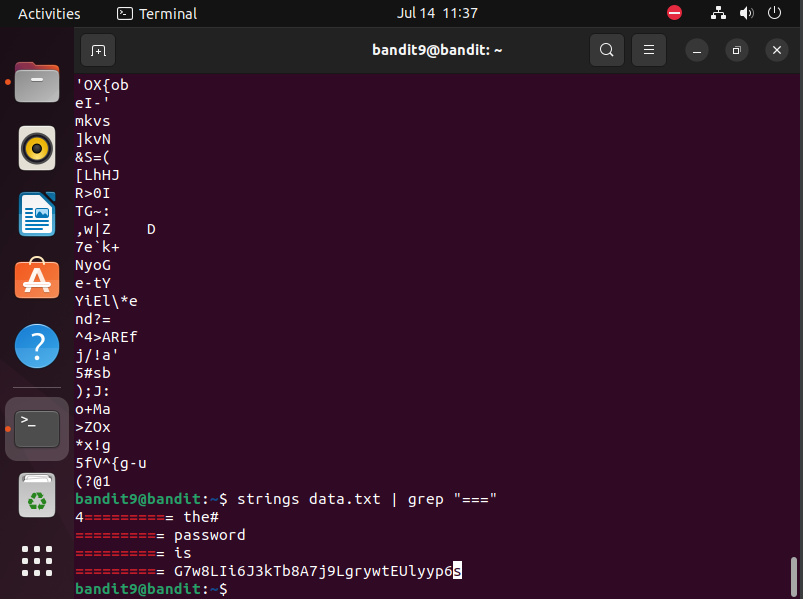 Activities
Terminal
Jul 14 11:37
bandit9@bandit: ~
'OX{ob
eI-'
mkvs
]kvN
&S=(
[LhHJ
R>0I
TG~:
,w|Z    D
7e`k+
NyoG
e-tY
YiEl\*e
nd?=
^4>AREf
j/!a'
5#sb
);J:
o+Ma
>ZOx
*x!g
5fV^{g-u
(?@1
bandit9@bandit:~$ strings data.txt | grep "==="
4========== the#
========== password
========== is
========== G7w8LIi6J3kTb8A7j9LgrywtEUlyyp6s
bandit9@bandit:~$